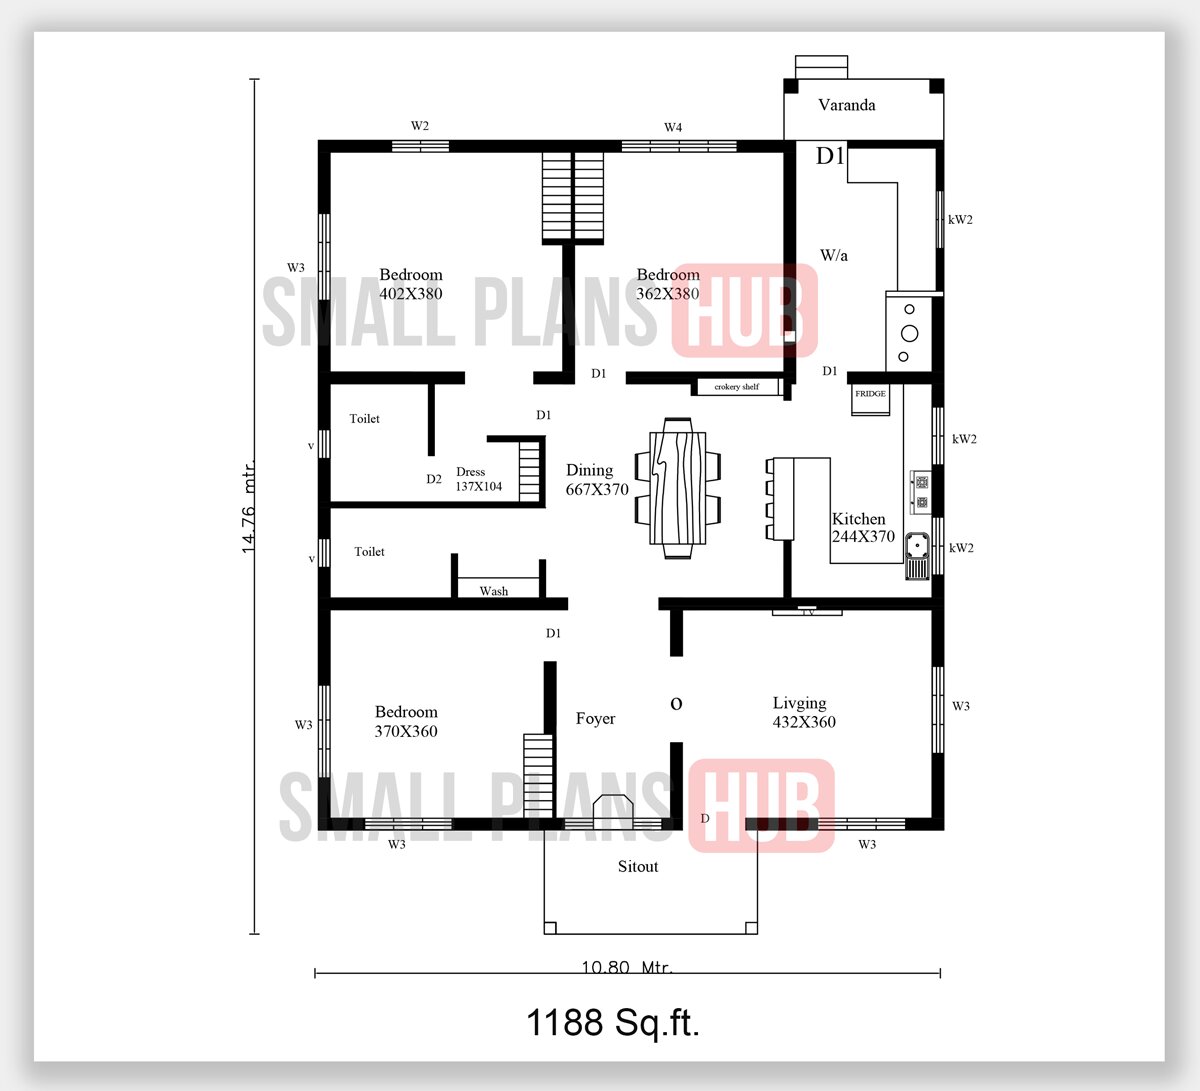 Varanda
W2
W4
D1
kW2
W/a
W3
Bedroom
402X380
Bedroom
362X380
SMALL PLANS HUB
D1
D1
crokery shelf
FRIDGE
Toilet
D1
v
kW2
Dress
137X104
D2
Dining
667X370
14.76 mtr.
Kitchen
244X370
Toilet
v
kW2
Wash
TV
D1
Bedroom
370X360
Foyer
O
Livging
432X360
W3
W3
SMALL PLANS HUB
D
W3
W3
Sitout
10.80 Mtr.
1188 Sq.ft.